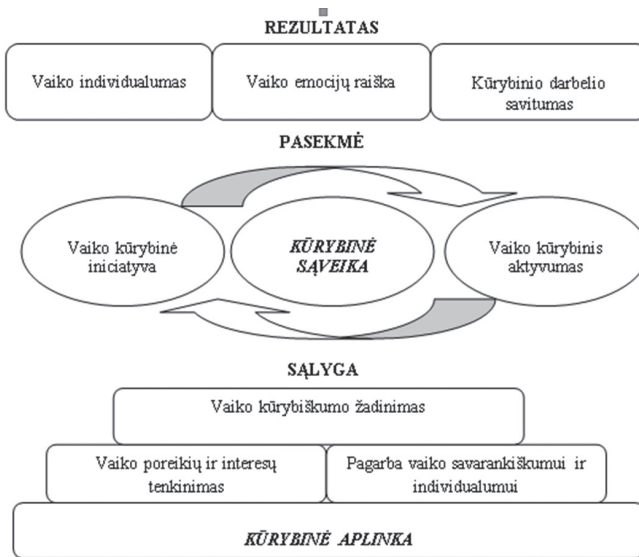 REZULTATAS
Vaiko individualumas
Vaiko emocijų raiška
Kūrybinio darbelio
savitumas
PASEKMĖ
Vaiko kūrybinė
iniciatyva
KŪRYBINĖ
SĄVEIKA
Vaiko kūrybinis
aktyvumas
SĄLYGA
Vaiko kūrybiškumo žadinimas
Vaiko poreikių ir interesų
tenkinimas
Pagarba vaiko savarankiškumui ir
individualumui
KŪRYBINĖ APLINKA